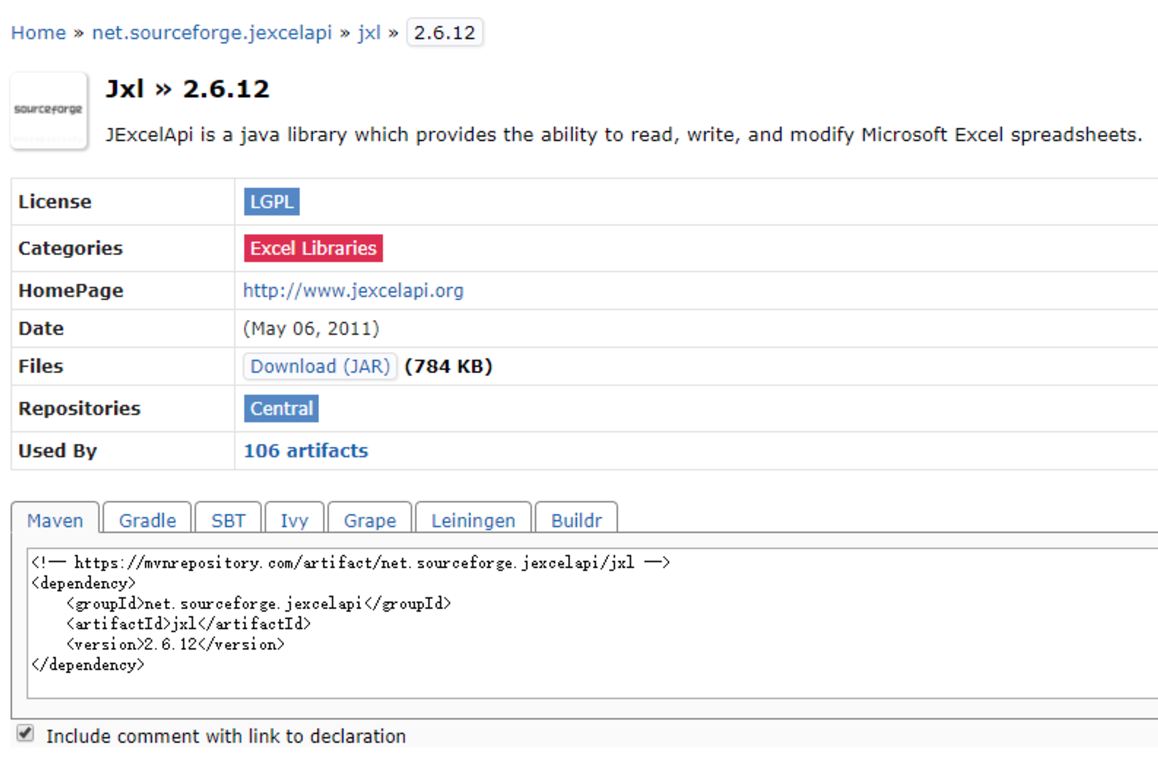 Home » net.sourceforge.jexcelapi » jxl » 2.6.12
sourceforge
Jxl » 2.6.12
JExcelApi is a java library which provides the ability to read, write, and modify Microsoft Excel spreadsheets.
License LGPL
Categories Excel Libraries
HomePage http://www.jexcelapi.org
Date (May 06, 2011)
Files Download (JAR) (784 KB)
Repositories Central
Used By 106 artifacts
Maven Gradle SBT Ivy Grape Leiningen Buildr
<!-- https://mvnrepository.com/artifact/net.sourceforge.jexcelapi/jxl -->
<dependency>
    <groupId>net.sourceforge.jexcelapi</groupId>
    <artifactId>jxl</artifactId>
    <version>2.6.12</version>
</dependency>
Include comment with link to declaration